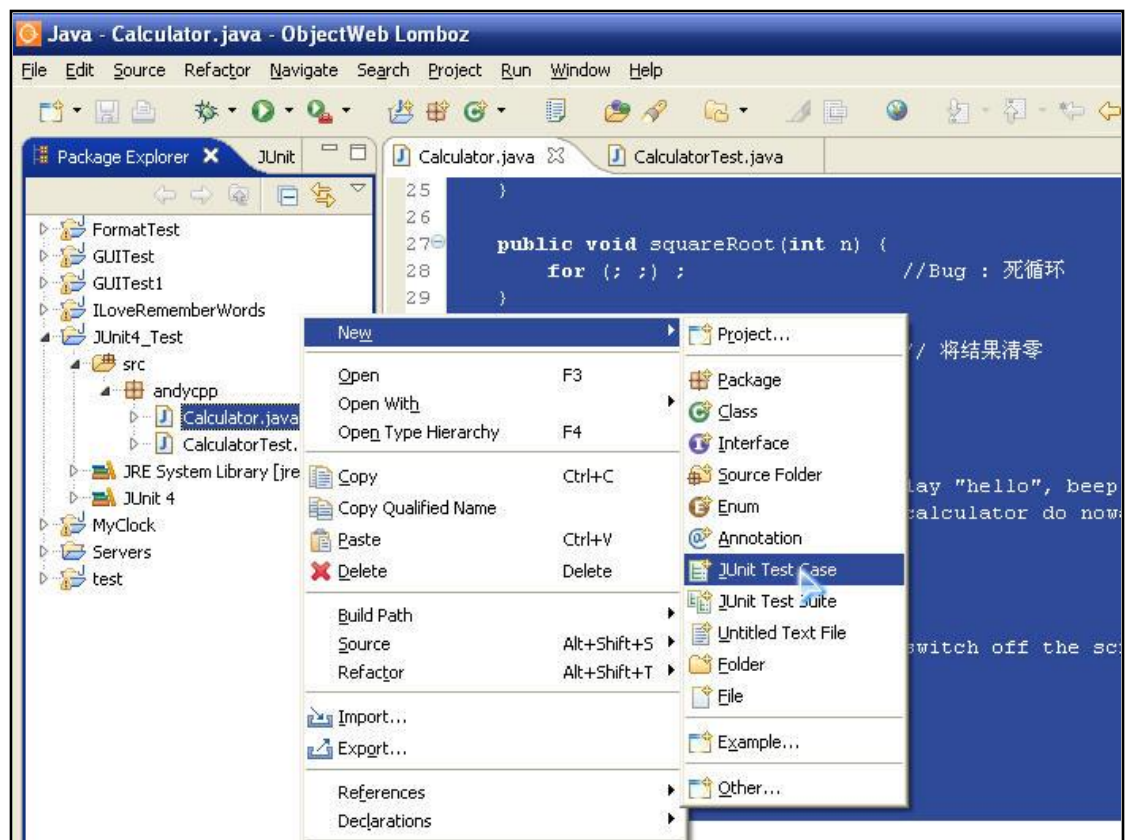 Java - Calculator.java - ObjectWeb Lomboz
File Edit Source Refactor Navigate Search Project Run Window Help
Package Explorer JUnit
Calculator.java CalculatorTest.java
FormatTest
GUITest
GUITest1
ILoveRememberWords
JUnit4_Test
src
andycpp
Calculator.java
CalculatorTest.
JRE System Library [jre
JUnit 4
MyClock
Servers
test
25 }
26
27 public void squareRoot(int n) {
28 for (; ;) ; //Bug : 死循环
29 }
/ 将结果清零
lay "hello", beep
calculator do nowa
switch off the scr
New
Open F3
Open With
Open Type Hierarchy F4
Copy Ctrl+C
Copy Qualified Name
Paste Ctrl+V
Delete Delete
Build Path
Source Alt+Shift+S
Refactor Alt+Shift+T
Import...
Export...
References
Declarations
Project...
Package
Class
Interface
Source Folder
Enum
Annotation
JUnit Test Case
JUnit Test Suite
Untitled Text File
Folder
File
Example...
Other...